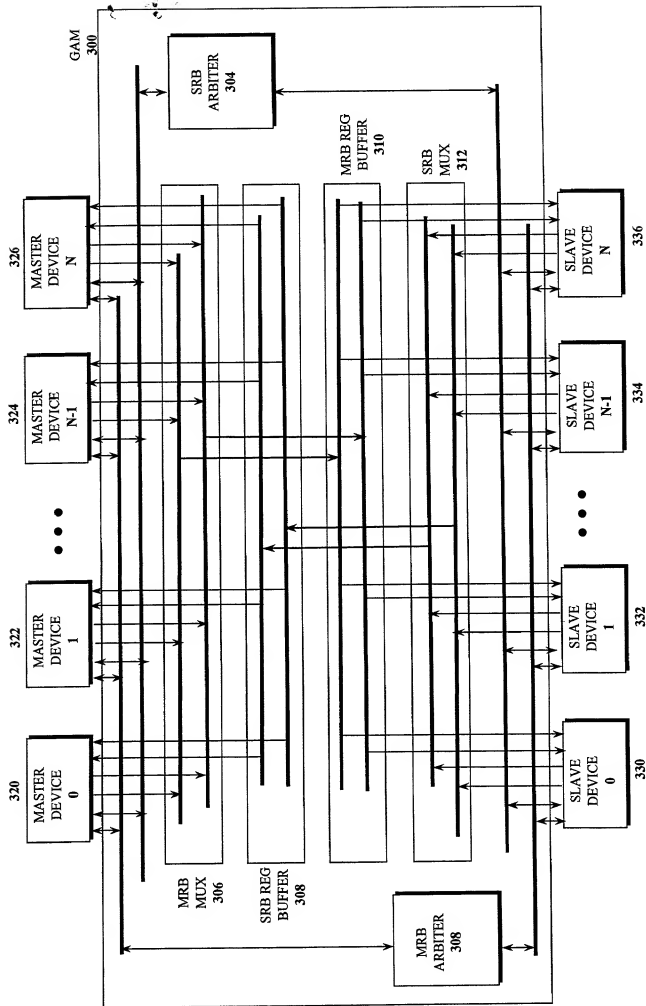 GAM
300
320
322
324
326
MASTER
DEVICE
0
MASTER
DEVICE
1
MASTER
DEVICE
N-1
MASTER
DEVICE
N
SRB
ARBITER
304
MRB
MUX
306
SRB REG
BUFFER
308
MRB REG
BUFFER
310
SRB
MUX
312
MRB
ARBITER
308
SLAVE
DEVICE
0
SLAVE
DEVICE
1
SLAVE
DEVICE
N-1
SLAVE
DEVICE
N
330
332
334
336